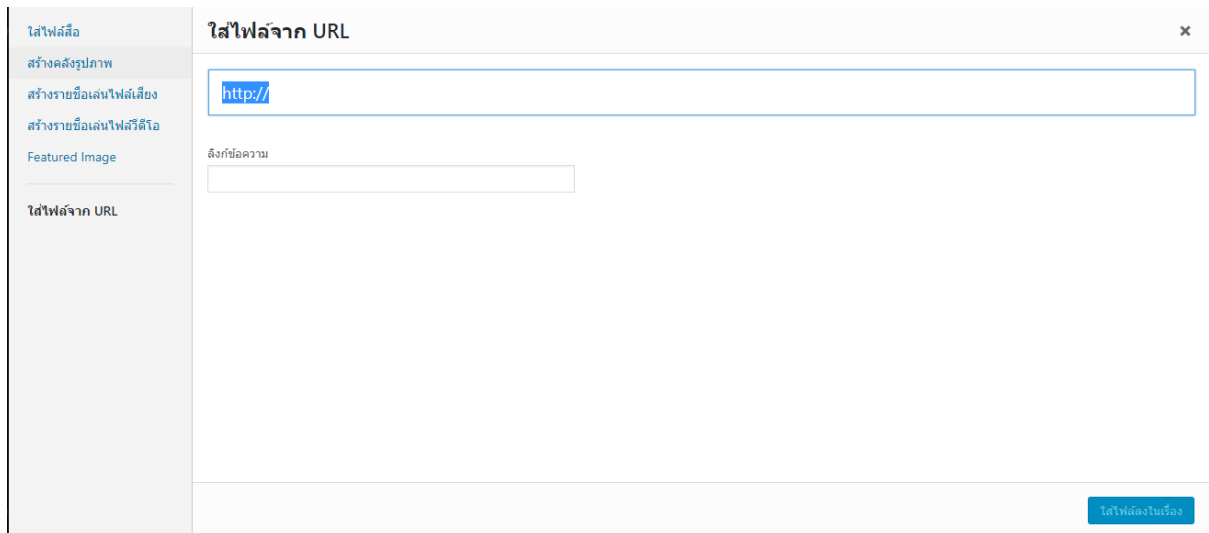 ใส่ไฟล์สื่อ
สร้างคลังรูปภาพ
สร้างรายชื่อเล่นไฟล์เสียง
สร้างรายชื่อเล่นไฟล์วีดีโอ
Featured Image
ใส่ไฟล์จาก URL
ใส่ไฟล์จาก URL
×
http://
ลิงก์ข้อความ
ใส่ไฟล์ลงในเรื่อง